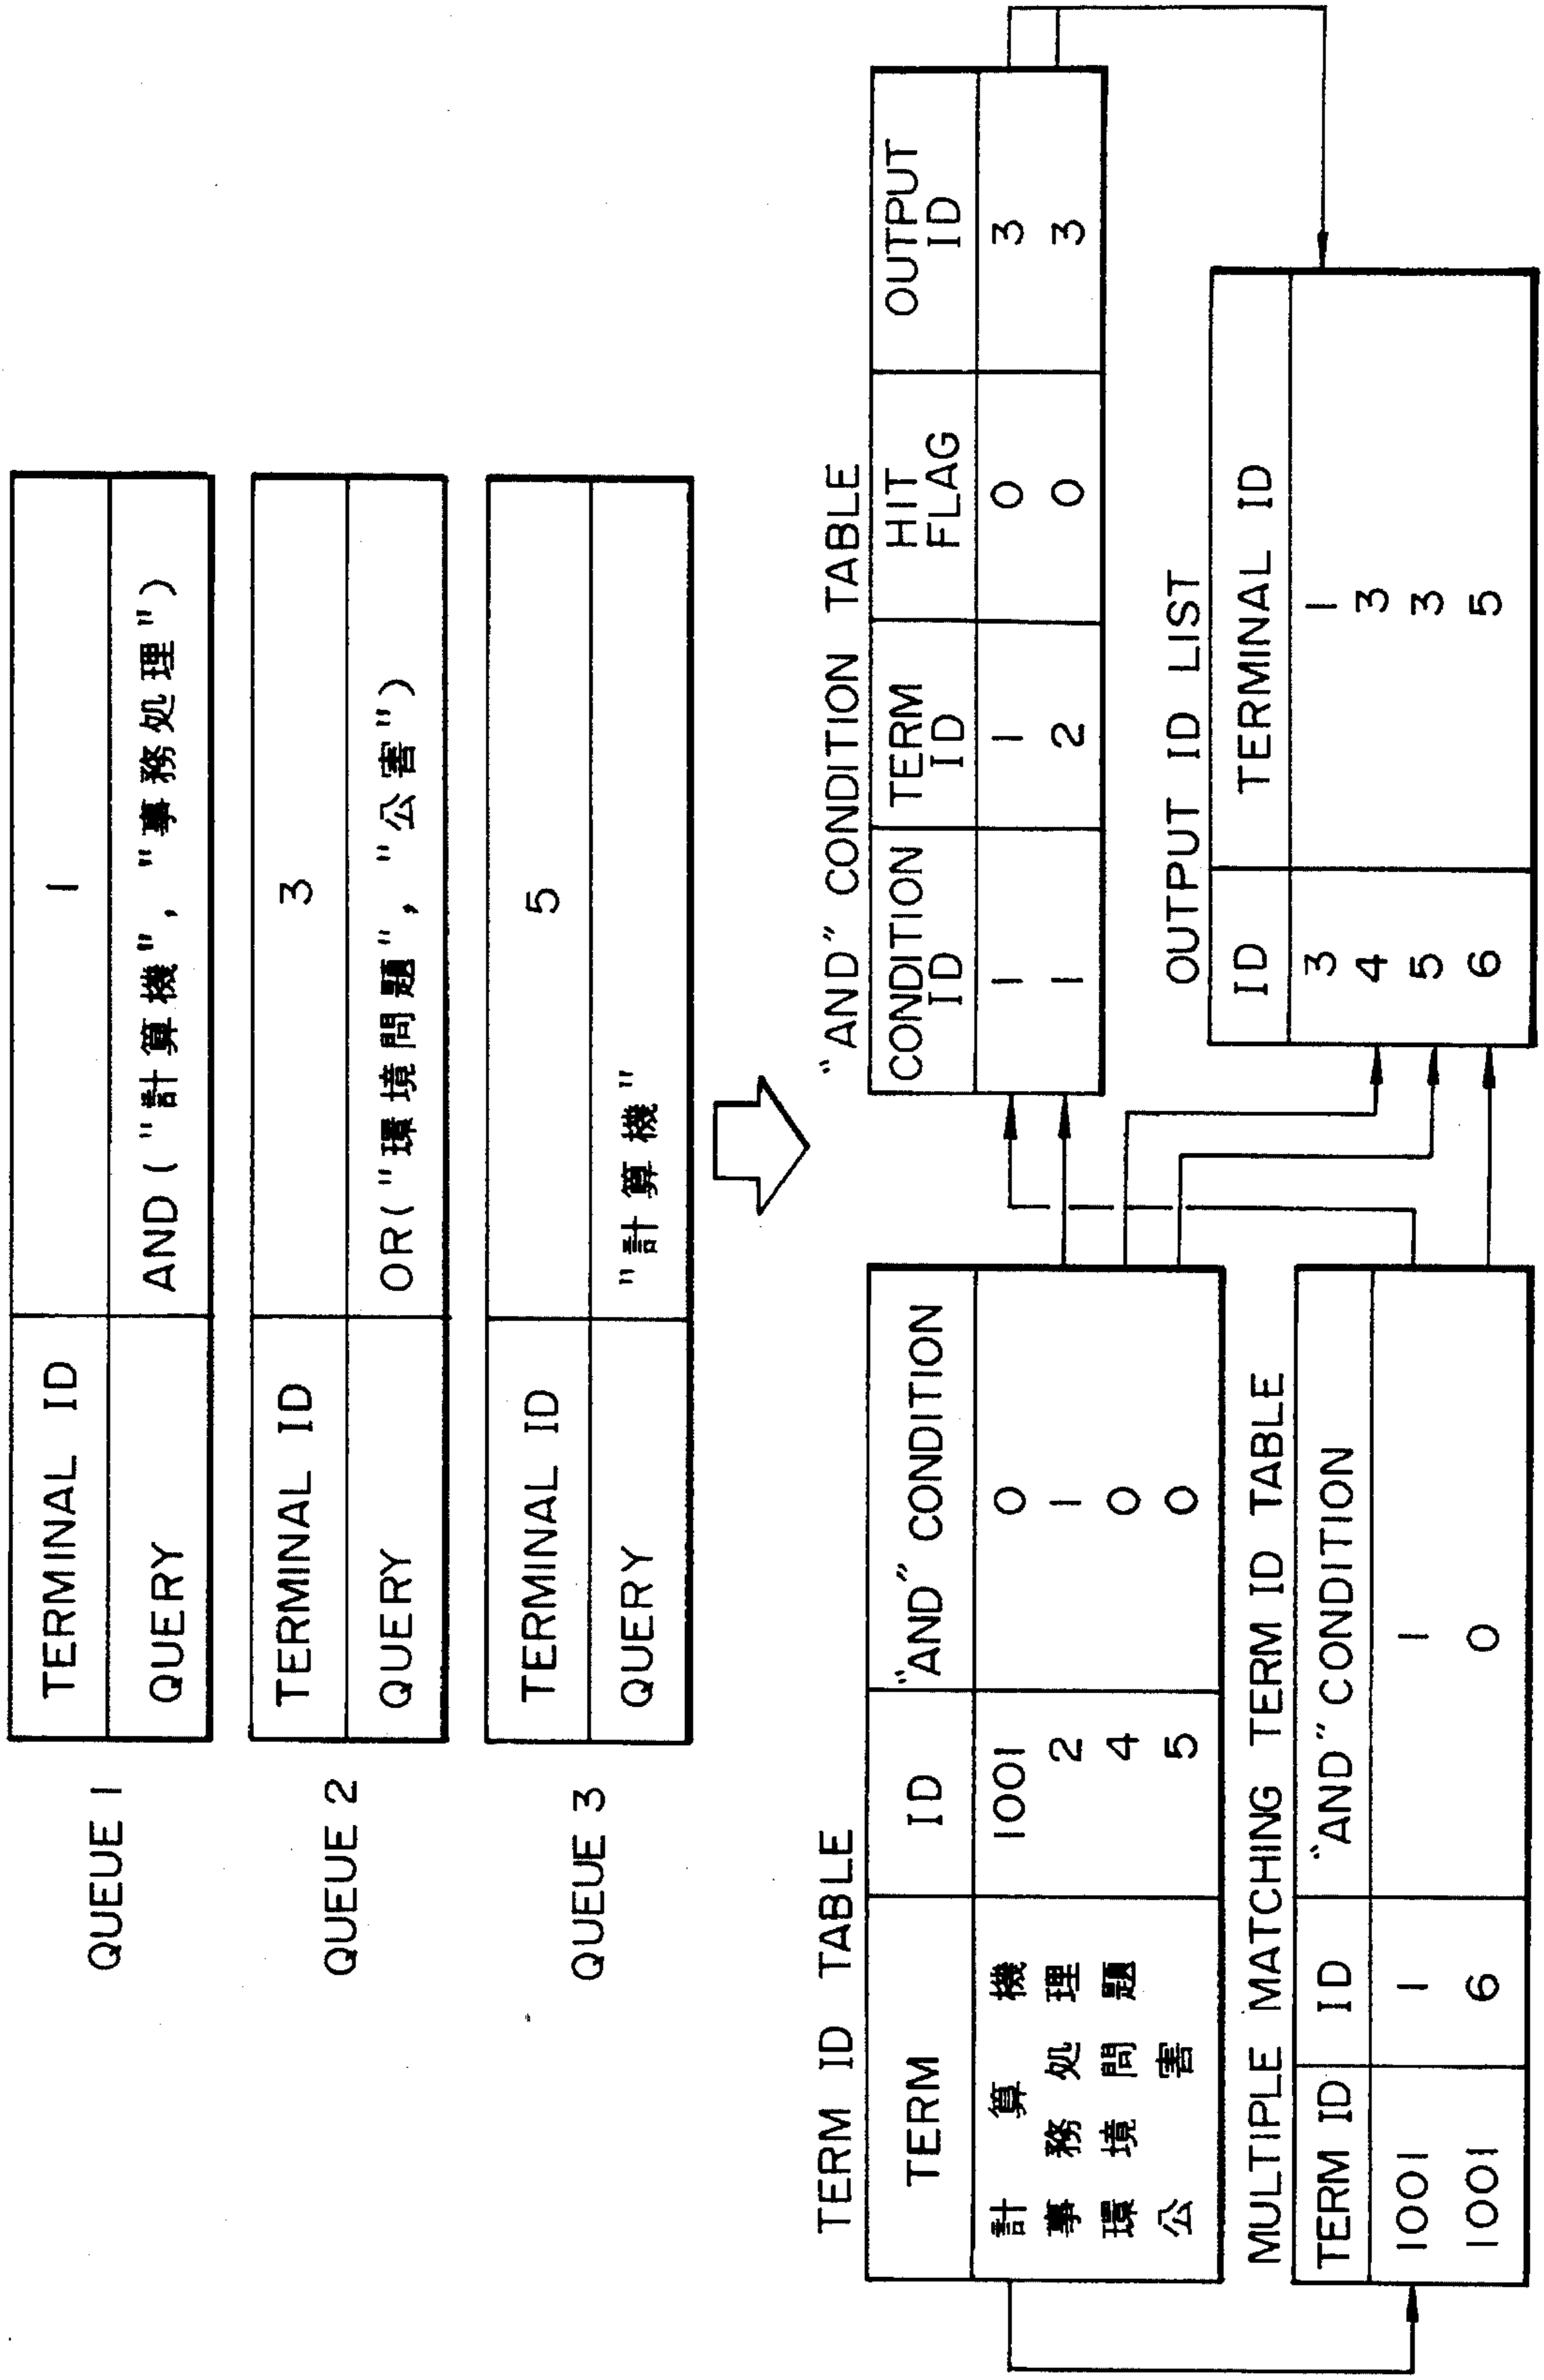 QUEUE 1
TERMINAL ID 1
QUERY AND ("計算機", "事務処理")
QUEUE 2
TERMINAL ID 3
QUERY OR("環境問題", "公害")
QUEUE 3
TERMINAL ID 5
QUERY "計算機"
TERM ID TABLE
TERM ID "AND" CONDITION
計算機 1001 0
事務処理 2 1
環境問題 4 0
公害 5 0
MULTIPLE MATCHING TERM ID TABLE
TERM ID ID "AND" CONDITION
1001 1 1
1001 6 0
"AND" CONDITION TABLE
CONDITION ID TERM ID HIT FLAG OUTPUT ID
1 1 0 3
1 2 0 3
OUTPUT ID LIST
ID TERMINAL ID
3 1
4 3
5 3
6 5